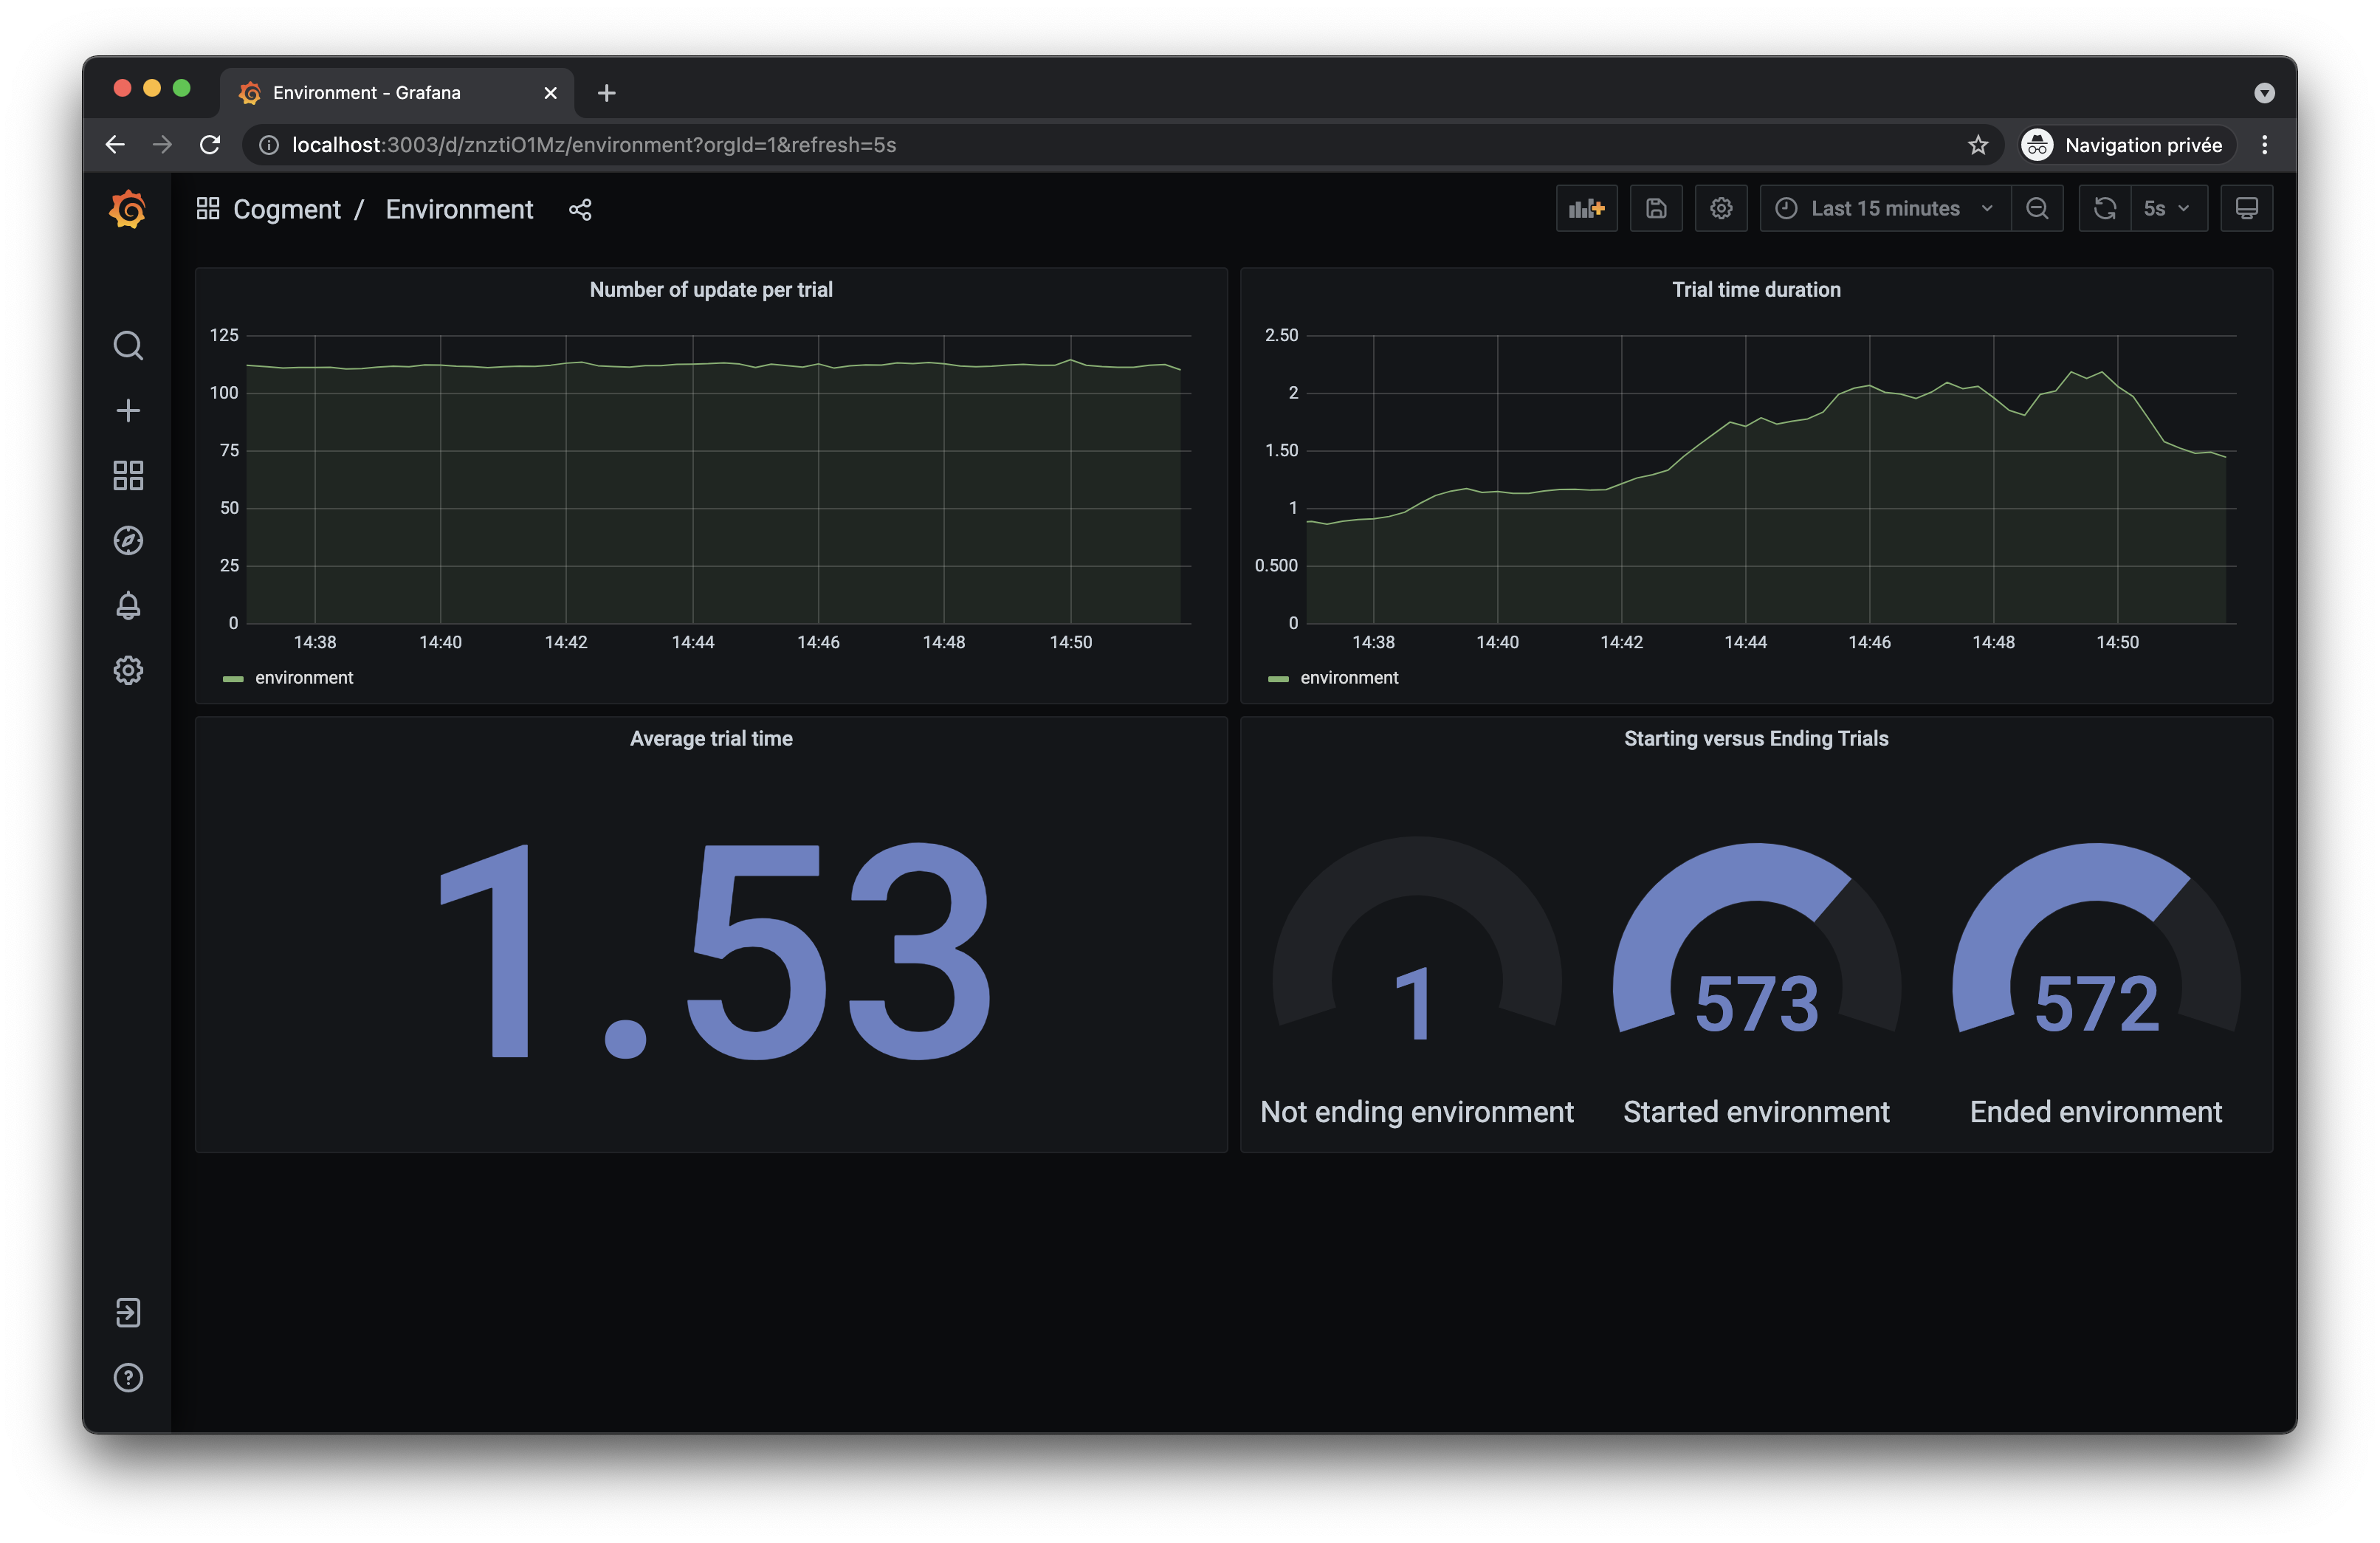 Environment - Grafana
localhost:3003/d/znztiO1Mz/environment?orgId=1&refresh=5s
Navigation privée
Cogment / Environment
Last 15 minutes
5s
Number of update per trial
125
100
75
50
25
0
14:38 14:40 14:42 14:44 14:46 14:48 14:50
environment
Trial time duration
2.50
2
1.50
1
0.500
0
14:38 14:40 14:42 14:44 14:46 14:48 14:50
environment
Average trial time
1.53
Starting versus Ending Trials
1 573 572
Not ending environment Started environment Ended environment